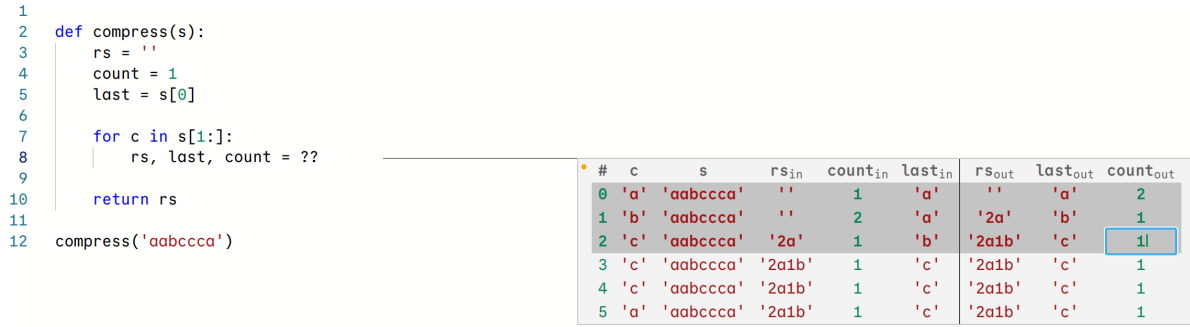 1
2 def compress(s):
3 rs = ''
4 count = 1
5 last = s[0]
6
7 for c in s[1:]:
8 rs, last, count = ??
9
10 return rs
11
12 compress('aabccca')
# c s rsin countin lastin rsout lastout countout
0 'a' 'aabccca' '' 1 'a' '' 'a' 2
1 'b' 'aabccca' '' 2 'a' '2a' 'b' 1
2 'c' 'aabccca' '2a' 1 'b' '2a1b' 'c' 1
3 'c' 'aabccca' '2a1b' 1 'c' '2a1b' 'c' 1
4 'c' 'aabccca' '2a1b' 1 'c' '2a1b' 'c' 1
5 'a' 'aabccca' '2a1b' 1 'c' '2a1b' 'c' 1